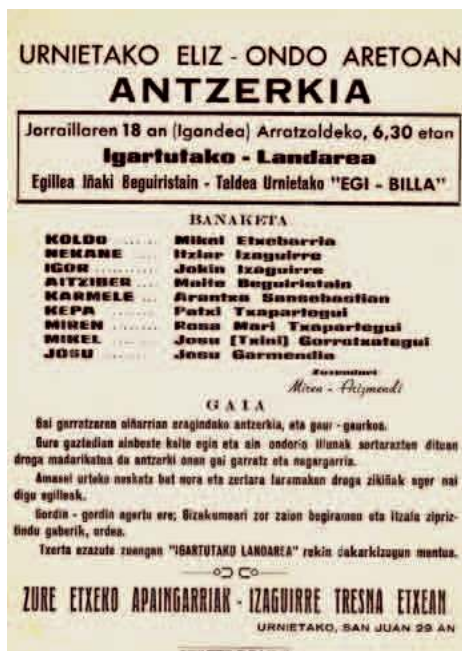 URNIETAKO ELIZ - ONDO ARETOAN
ANTZERKIA
Jorraillaren 18 an (Igandea) Arratzaldeko, 6,30 etan
Igartutako - Landarea
Egillea Iñaki Beguiristain - Taldea Urnietako "EGI - BILLA"
BANAKETA
KOLDO ...... Mikel Etxebarria
NEKANE .... Itziar Izaguirre
IGOR ........ Jokin Izaguirre
AITZIBER .... Maite Beguiristain
KARMELE ... Arantxa Sansebastian
KEPA ....... Patxi Txapartegui
MIREN ...... Rosa Mari Txapartegui
MIKEL ...... Josu (Txini) Gorrotxategui
JOSU ....... Josu Garmendia
Zuzendari
Miren - Arizmendi
GAIA
Gai garratzaren oiñarrian eragindako antzerkia, eta gaur - gaurkoa.
Gure gaztedian ainbeste kalte egin eta ain ondorio illunak sortarazten dituan
droga madarikatua da antzerki onen gai garratz eta negargarria.
Amasei urteko neskatx bat nora eta zertara faramakon droga zikiñak ager nai
digu egilleak.
Gordin - gordin agertu ere; Gizakumeari zor zaion begiramen eta itzala zipriz-
tindu gaberik, ordea.
Txerta ezazute zuengan "IGARTUTAKO LANDAREA" rekin dakarkizugun mentua.
ZURE ETXEKO APAINGARRIAK - IZAGUIRRE TRESNA ETXEAN
URNIETAKO, SAN JUAN 29 AN